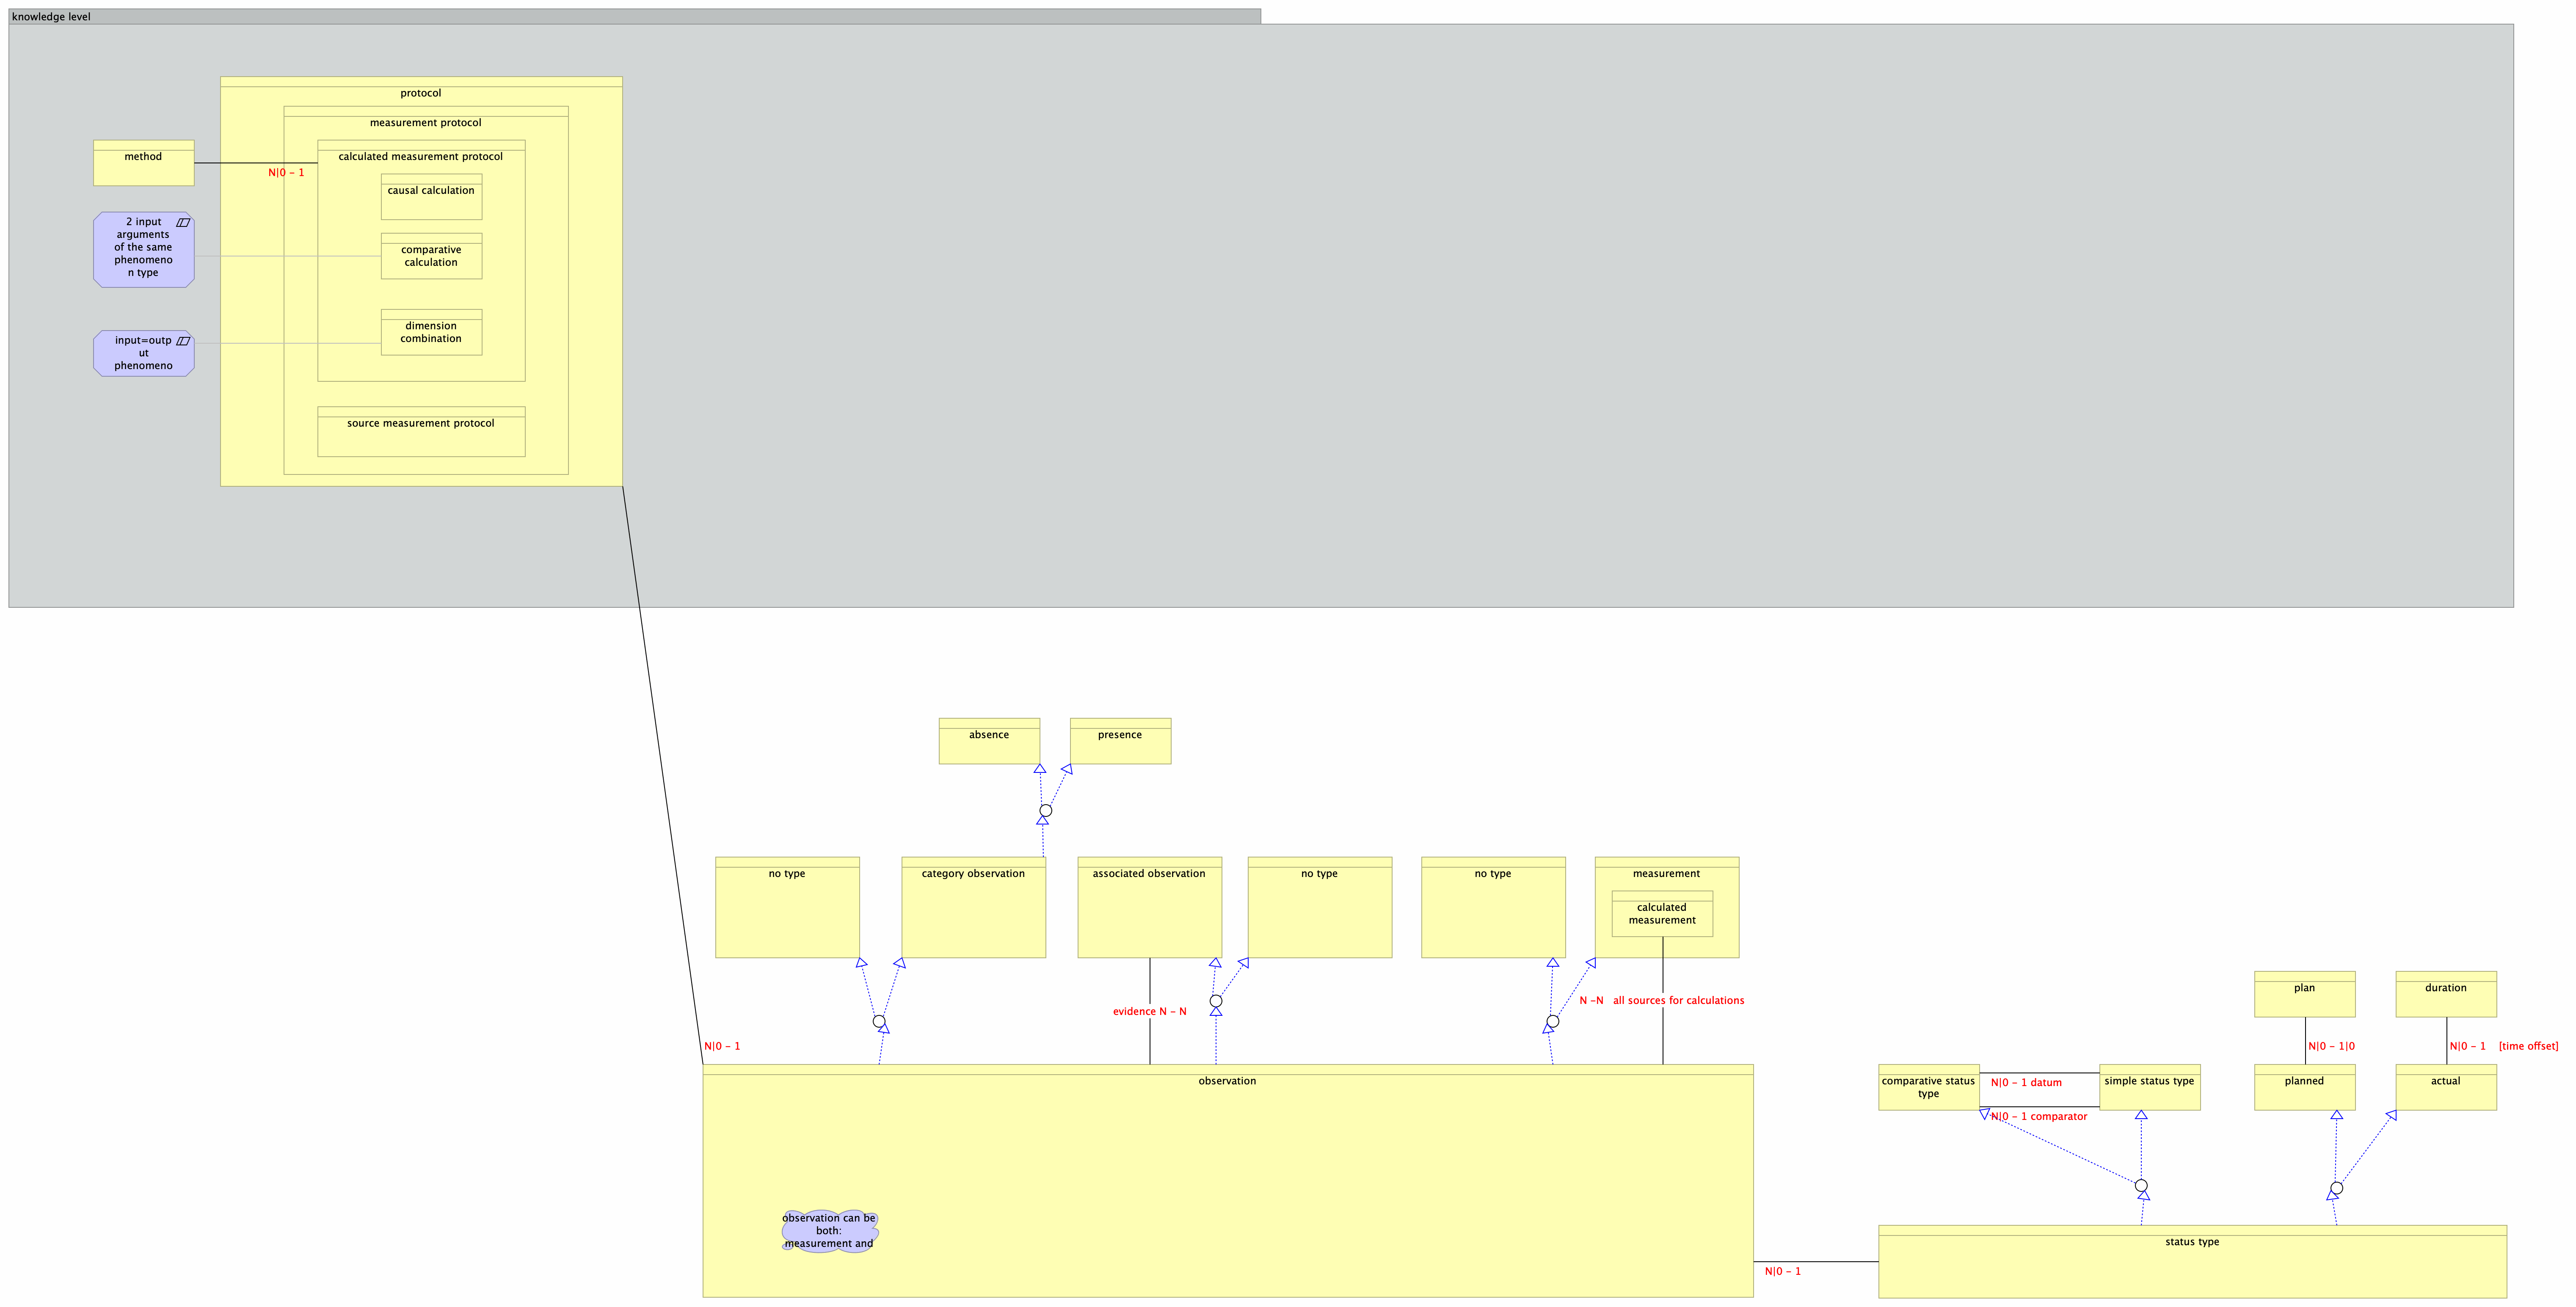 knowledge level
protocol
measurement protocol
method
calculated measurement protocol
N|0 – 1
causal calculation
2 input
arguments
of the same
phenomeno
n type
comparative
calculation
dimension
combination
input=outp
ut
phenomeno
source measurement protocol
absence
presence
no type
category observation
associated observation
no type
no type
measurement
calculated
measurement
N –N   all sources for calculations
evidence N – N
plan
duration
N|0 – 1
N|0 – 1|0
N|0 – 1    [time offset]
observation
comparative status
type
N|0 – 1 datum
simple status type
planned
actual
N|0 – 1 comparator
observation can be
both:
measurement and
status type
N|0 – 1